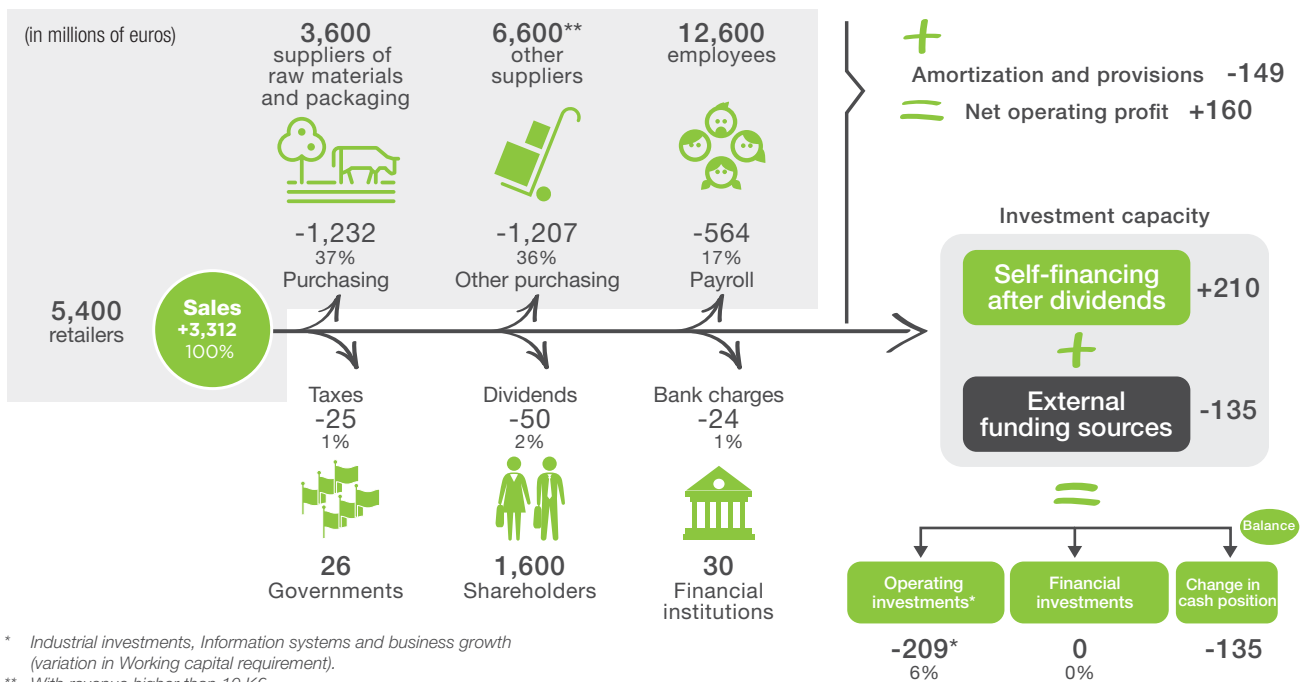 (in millions of euros)
3,600
suppliers of
raw materials
and packaging
6,600**
other
suppliers
12,600
employees
-1,232
37%
Purchasing
-1,207
36%
Other purchasing
-564
17%
Payroll
+
Amortization and provisions -149
= Net operating profit +160
5,400
retailers
Sales
+3,312
100%
Taxes
-25
1%
26
Governments
Dividends
-50
2%
1,600
Shareholders
Bank charges
-24
1%
30
Financial
institutions
Investment capacity
Self-financing
after dividends
+210
+
External
funding sources
-135
=
Balance
Operating
investments*
-209*
6%
Financial
investments
0
0%
Change in
cash position
-135
* Industrial investments, Information systems and business growth
(variation in Working capital requirement).
** With revenue higher than 10